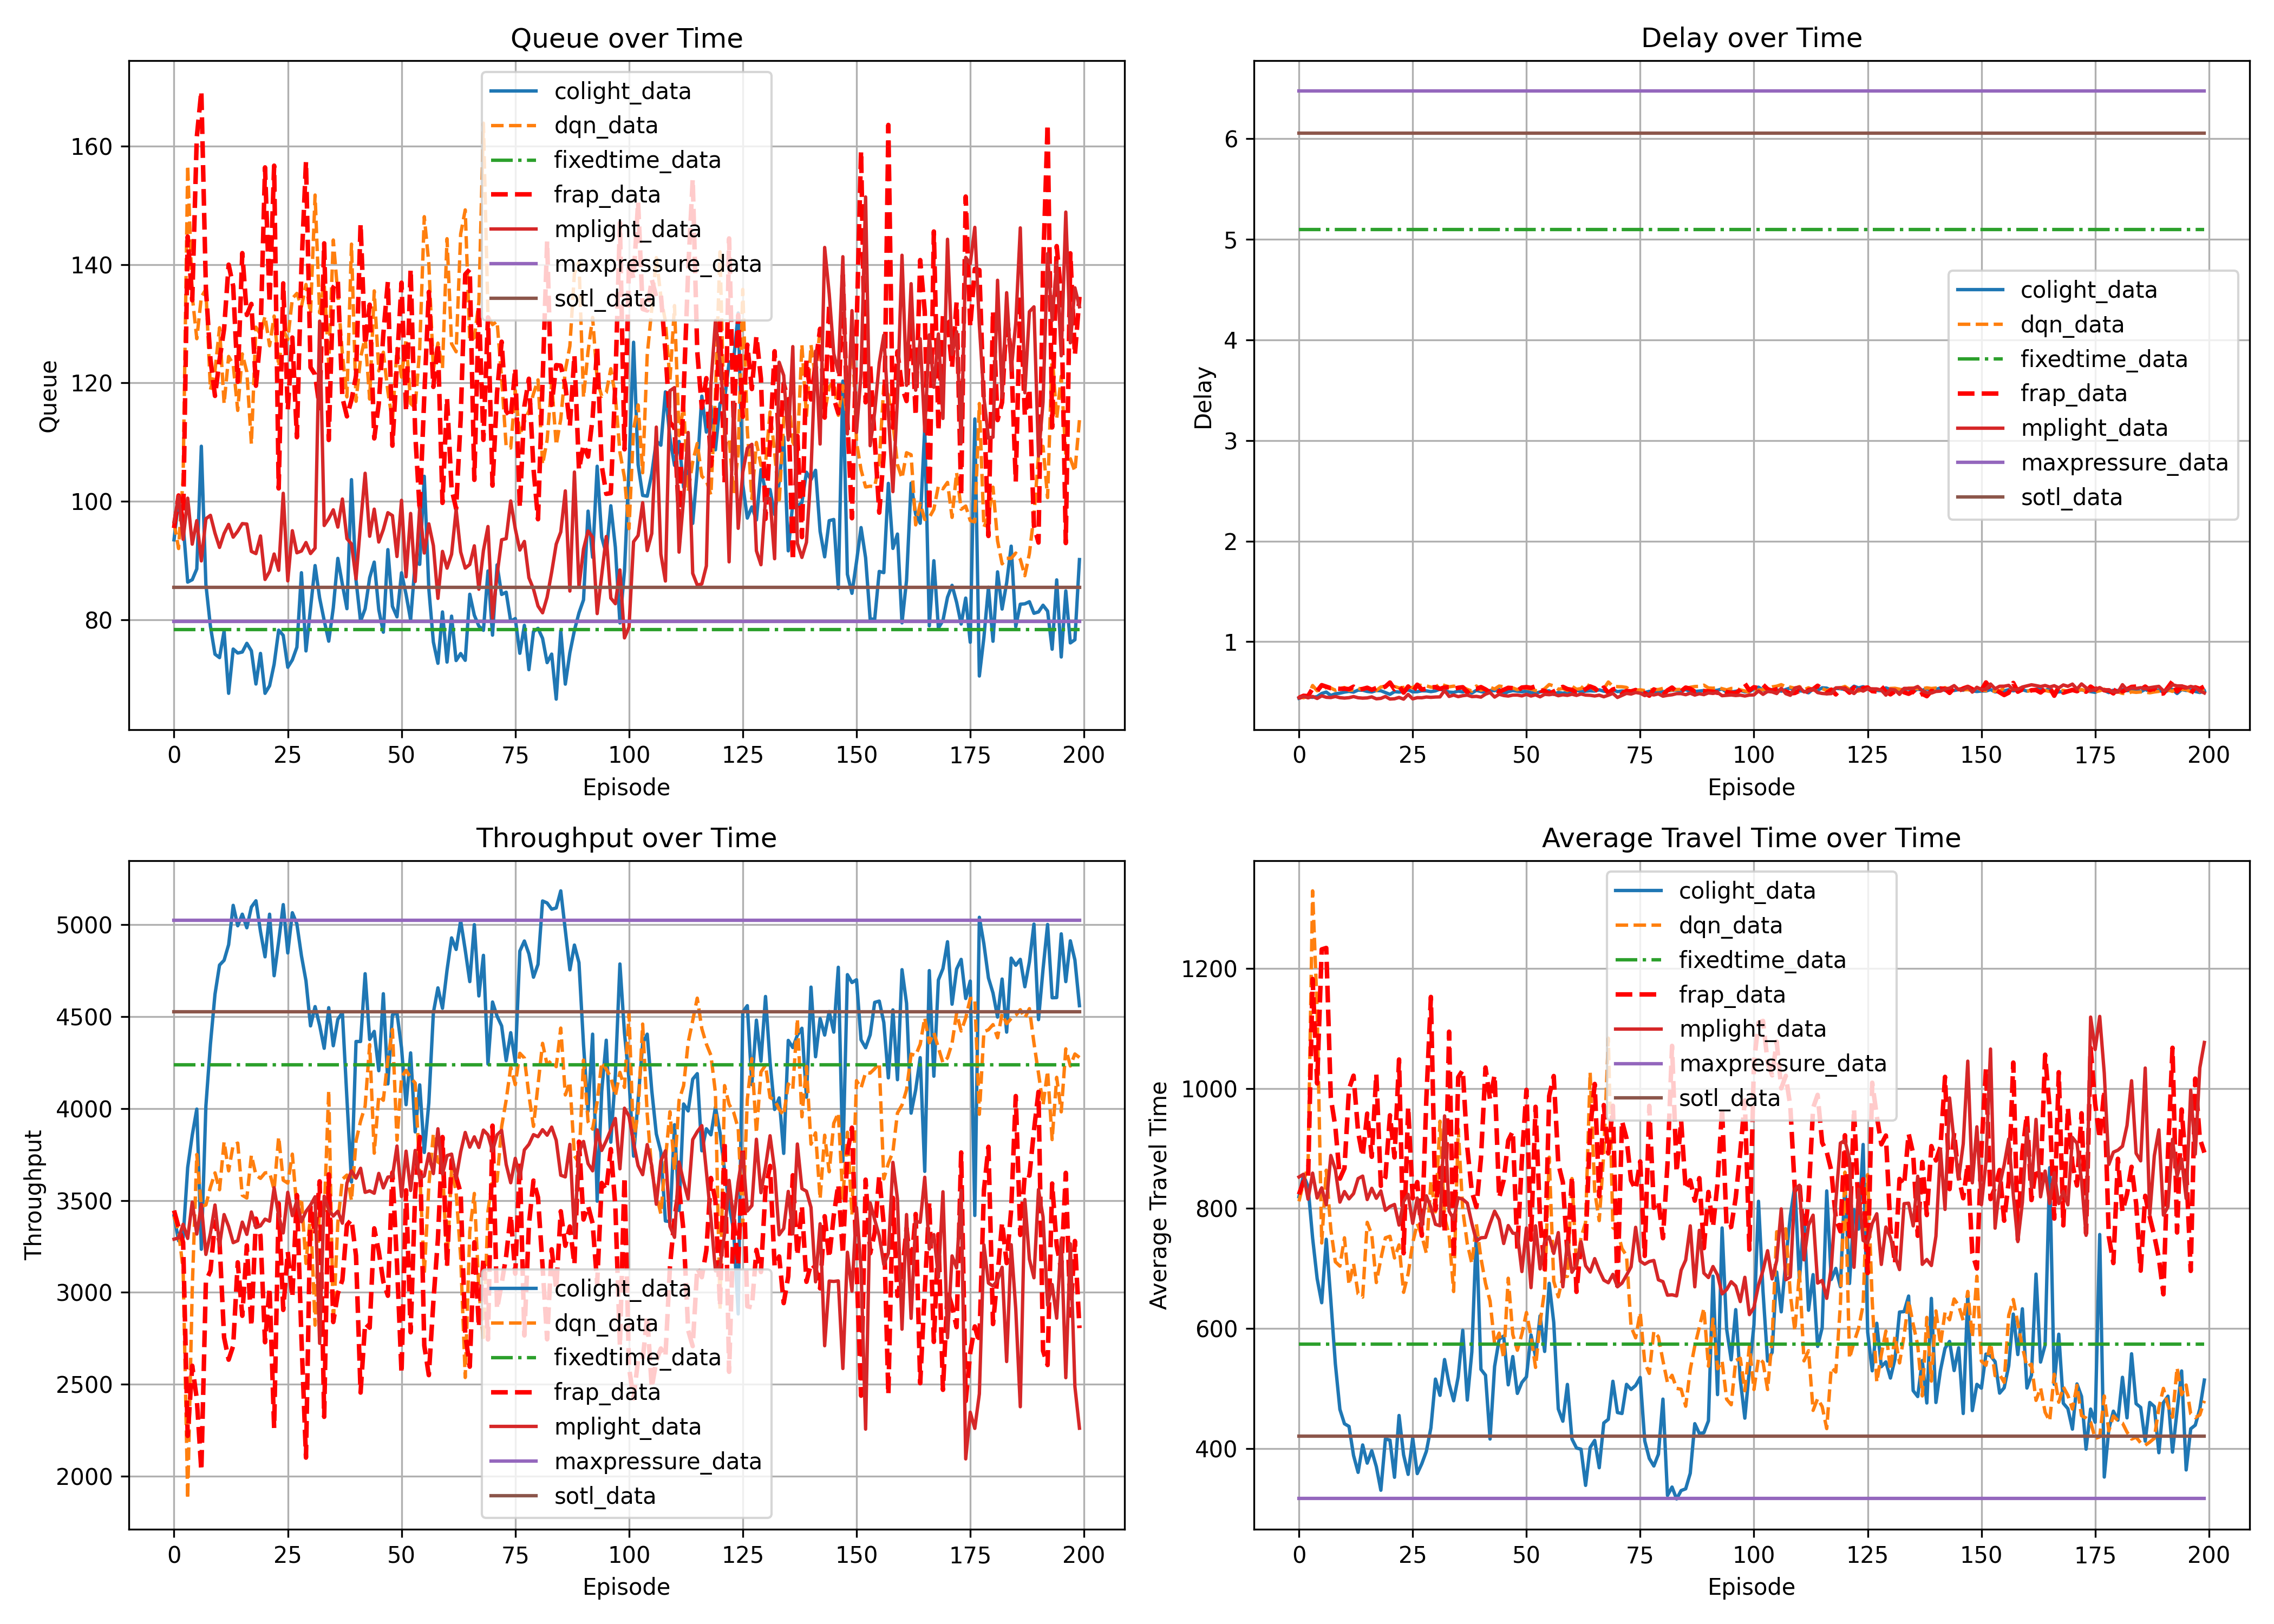 Queue over Time
Queue
160
140
120
100
80
colight_data
dqn_data
fixedtime_data
frap_data
mplight_data
maxpressure_data
sotl_data
0 25 50 75 100 125 150 175 200
Episode
Delay over Time
Delay
6
5
4
3
2
1
colight_data
dqn_data
fixedtime_data
frap_data
mplight_data
maxpressure_data
sotl_data
0 25 50 75 100 125 150 175 200
Episode
Throughput over Time
Throughput
5000
4500
4000
3500
3000
2500
2000
colight_data
dqn_data
fixedtime_data
frap_data
mplight_data
maxpressure_data
sotl_data
0 25 50 75 100 125 150 175 200
Episode
Average Travel Time over Time
Average Travel Time
1200
1000
800
600
400
colight_data
dqn_data
fixedtime_data
frap_data
mplight_data
maxpressure_data
sotl_data
0 25 50 75 100 125 150 175 200
Episode